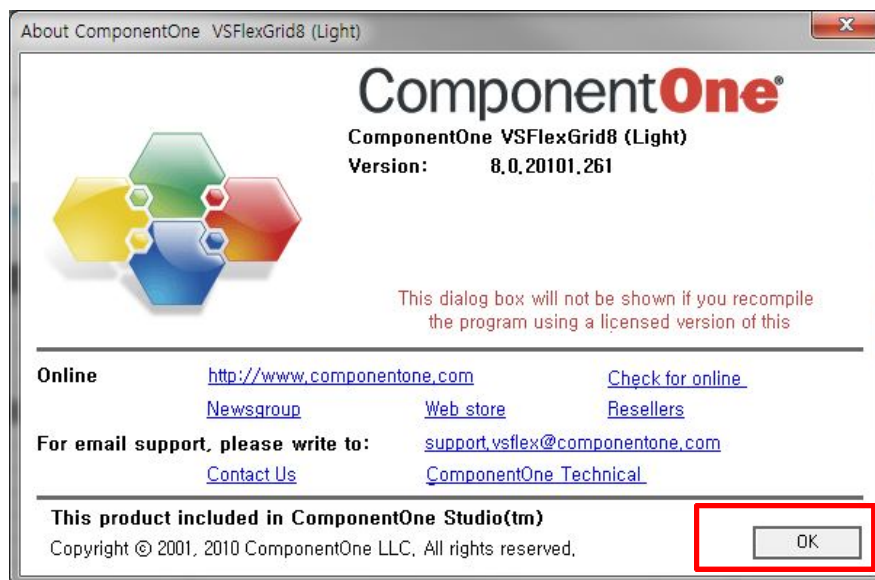 About ComponentOne VSFlexGrid8 (Light)
ComponentOne®
ComponentOne VSFlexGrid8 (Light)
Version: 8.0.20101.261
This dialog box will not be shown if you recompile
the program using a licensed version of this
Online http://www.componentone.com Check for online
Newsgroup Web store Resellers
For email support, please write to: support.vsflex@componentone.com
Contact Us ComponentOne Technical
This product included in ComponentOne Studio(tm)
Copyright © 2001, 2010 ComponentOne LLC. All rights reserved.
OK